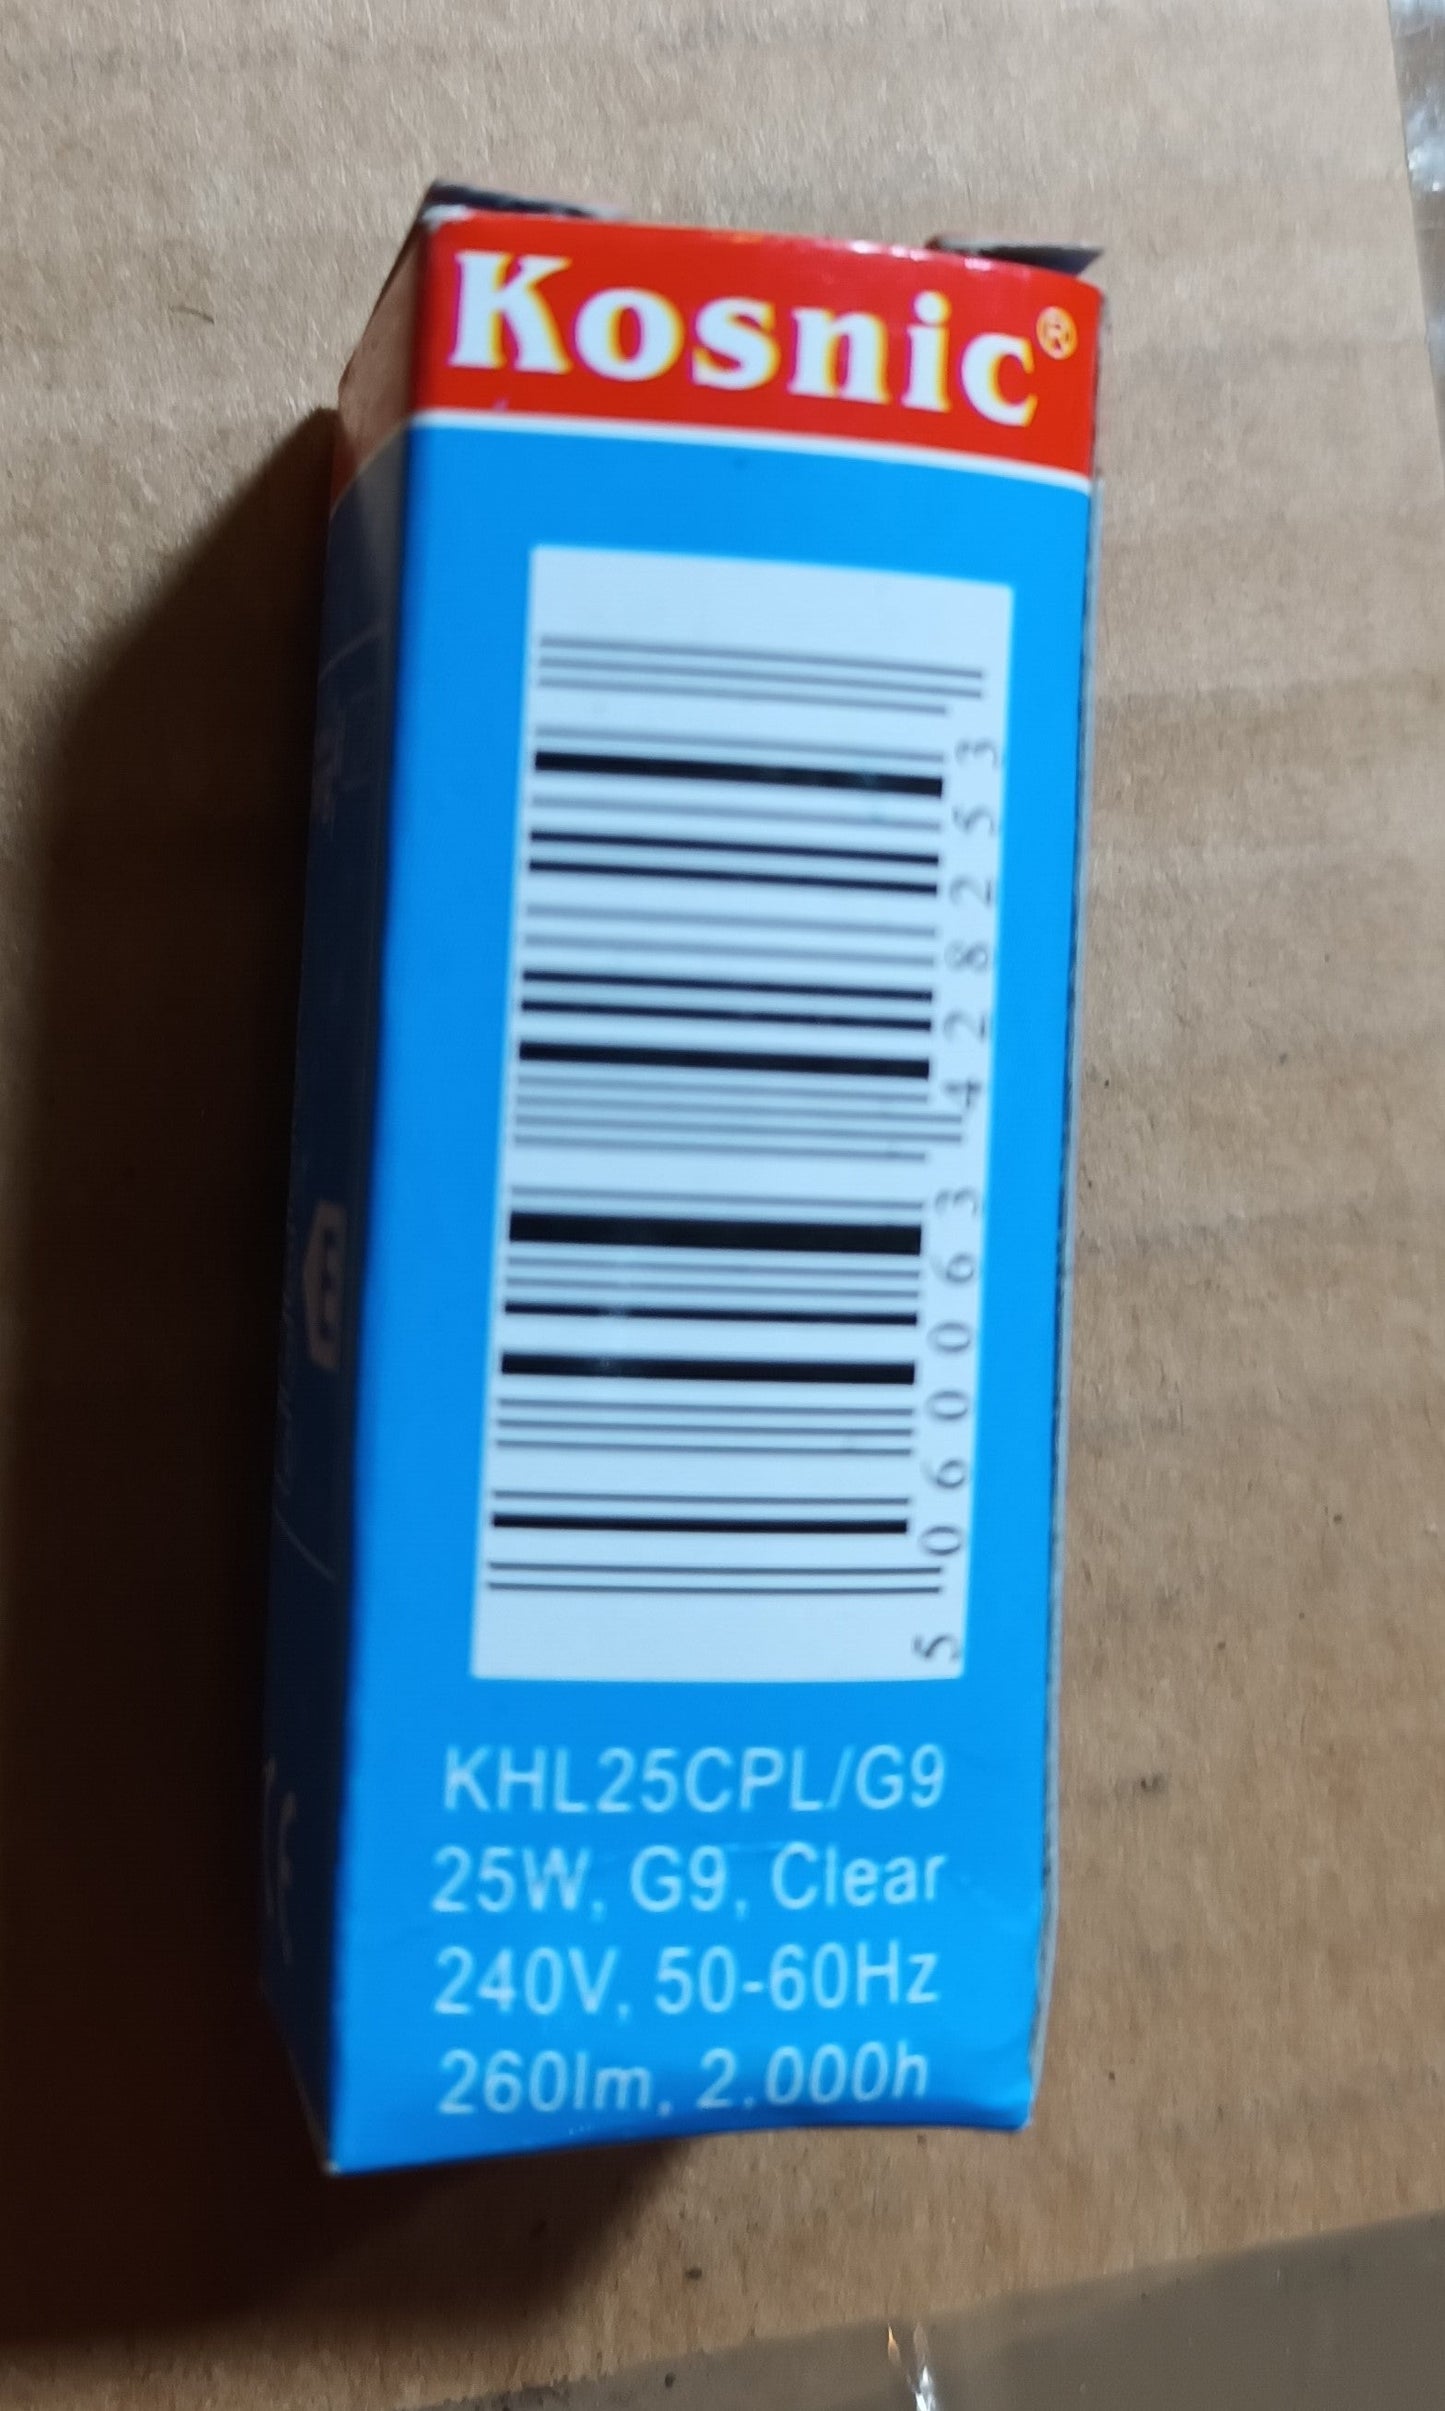 Kosnic®
5 060063 428253
KHL25CPL/G9
25W, G9, Clear
240V, 50-60Hz
260lm, 2,000h